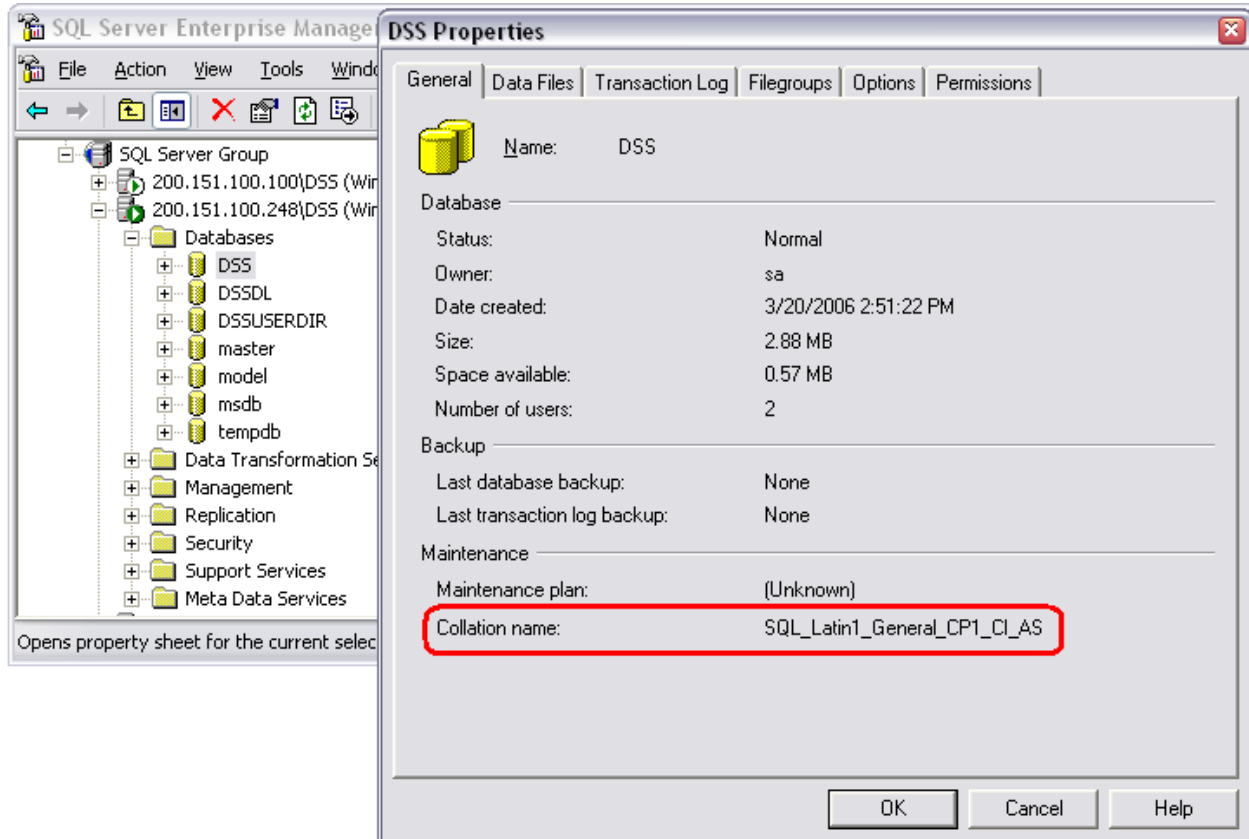 SQL Server Enterprise Manager
File Action View Tools Windo
SQL Server Group
200.151.100.100\DSS (Wir
200.151.100.248\DSS (Wir
Databases
DSS
DSSDL
DSSUSERDIR
master
model
msdb
tempdb
Data Transformation Se
Management
Replication
Security
Support Services
Meta Data Services
Opens property sheet for the current selec
DSS Properties
General Data Files Transaction Log Filegroups Options Permissions
Name: DSS
Database
Status: Normal
Owner: sa
Date created: 3/20/2006 2:51:22 PM
Size: 2.88 MB
Space available: 0.57 MB
Number of users: 2
Backup
Last database backup: None
Last transaction log backup: None
Maintenance
Maintenance plan: (Unknown)
Collation name: SQL_Latin1_General_CP1_CI_AS
OK Cancel Help